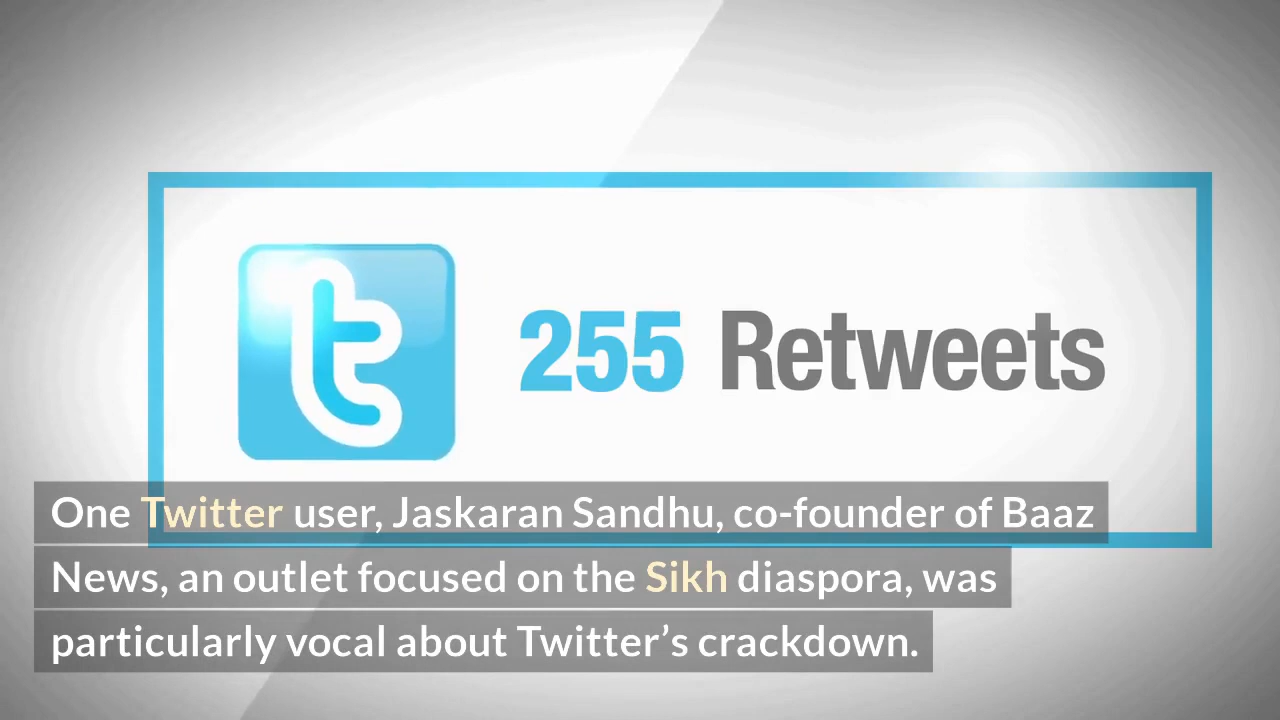 t
255 Retweets
One Twitter user, Jaskaran Sandhu, co-founder of Baaz
News, an outlet focused on the Sikh diaspora, was
particularly vocal about Twitter’s crackdown.